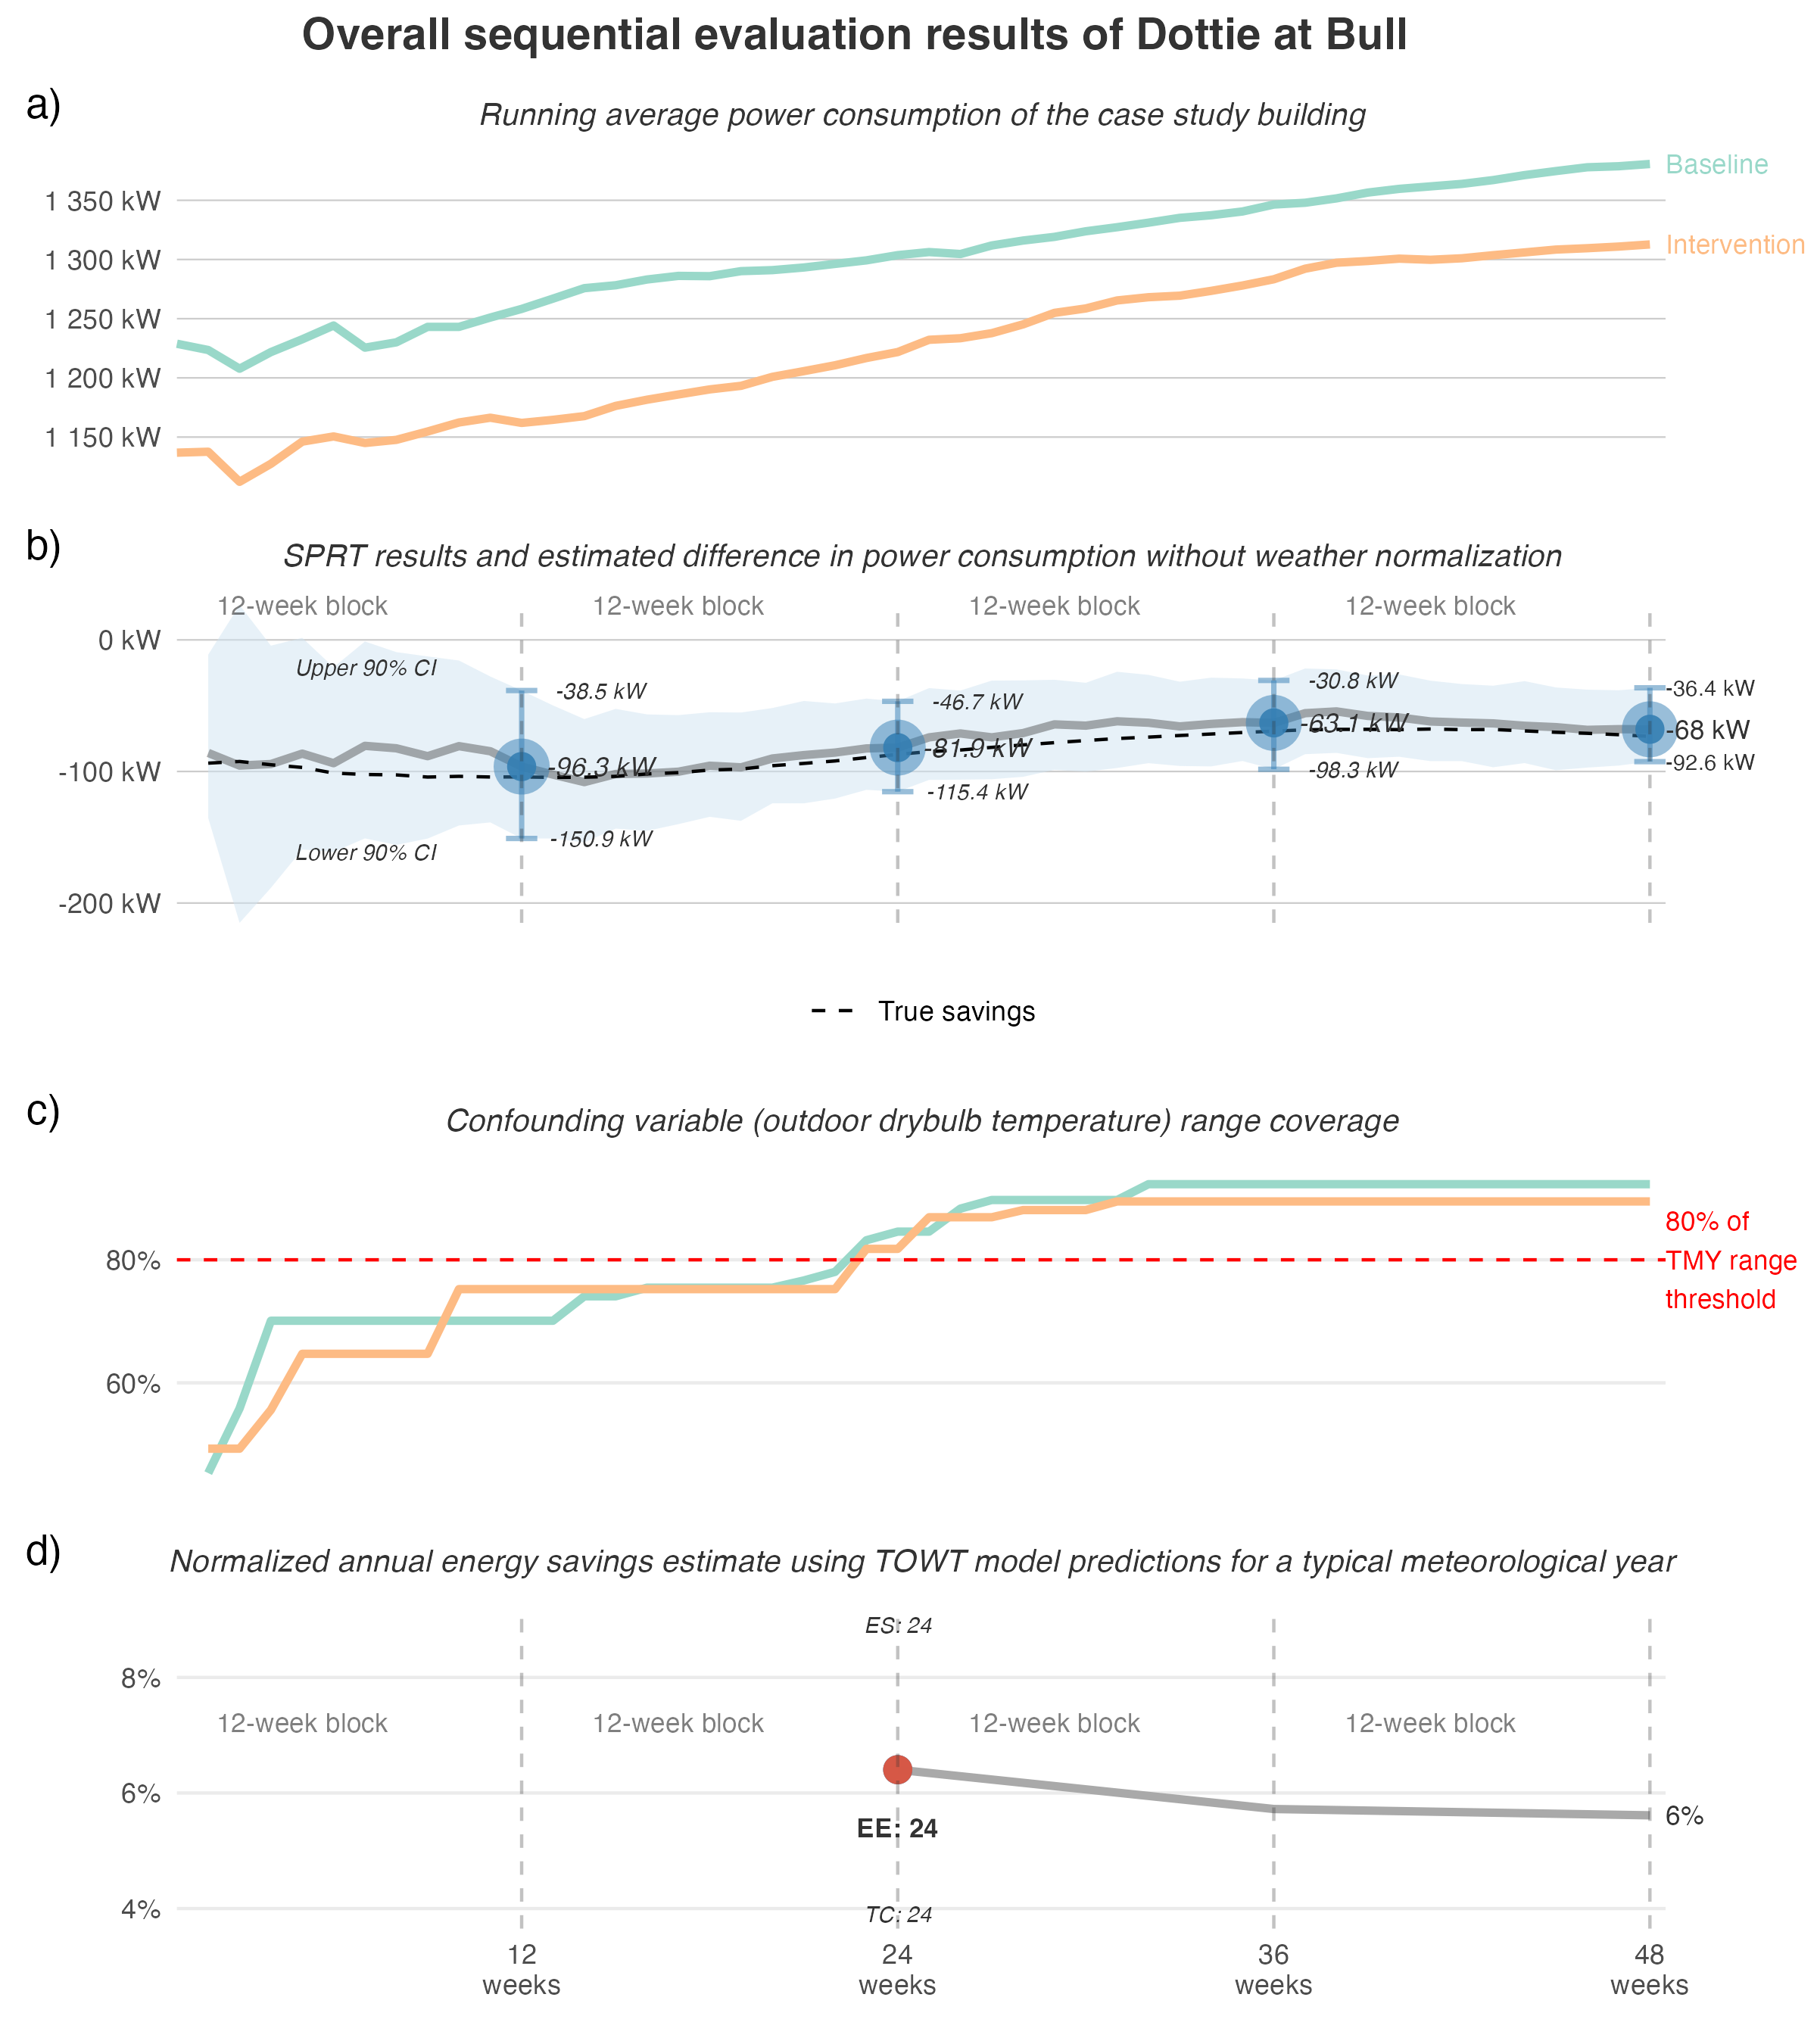 Overall sequential evaluation results of Dottie at Bull
a)
Running average power consumption of the case study building
Baseline
1 350 kW
Intervention
1 300 kW
1 250 kW
1 200 kW
1 150 kW
b)
SPRT results and estimated difference in power consumption without weather normalization
12-week block 12-week block 12-week block 12-week block
0 kW
Upper 90% CI
-38.5 kW
-46.7 kW
-30.8 kW
-36.4 kW
-96.3 kW
-81.9 kW
-63.1 kW
-68 kW
-100 kW
-150.9 kW
-115.4 kW
-98.3 kW
-92.6 kW
Lower 90% CI
-200 kW
True savings
c)
Confounding variable (outdoor drybulb temperature) range coverage
80% of
TMY range
threshold
80%
60%
d)
Normalized annual energy savings estimate using TOWT model predictions for a typical meteorological year
ES: 24
8%
12-week block 12-week block 12-week block 12-week block
6%
EE: 24
6%
4%
TC: 24
12 24 36 48
weeks weeks weeks weeks